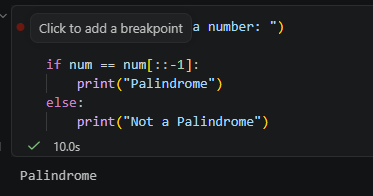 Click to add a breakpoint a number: ")
if num == num[::-1]:
print("Palindrome")
else:
print("Not a Palindrome")
10.0s
Palindrome